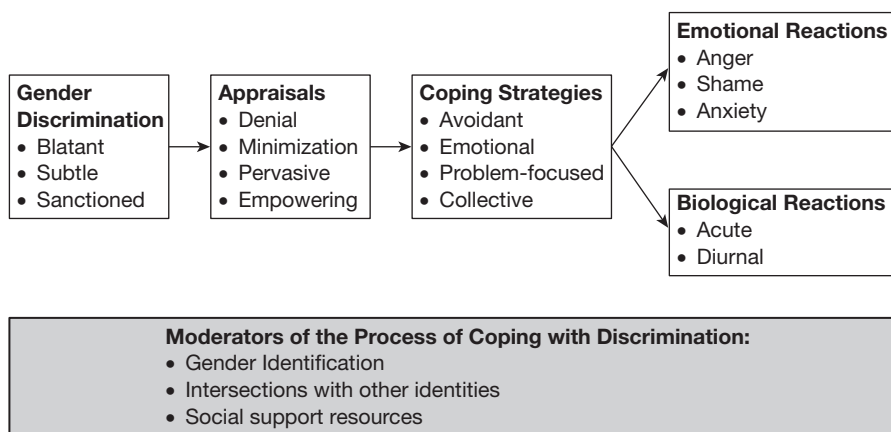 Gender
Discrimination
• Blatant
• Subtle
• Sanctioned
Appraisals
• Denial
• Minimization
• Pervasive
• Empowering
Coping Strategies
• Avoidant
• Emotional
• Problem-focused
• Collective
Emotional Reactions
• Anger
• Shame
• Anxiety
Biological Reactions
• Acute
• Diurnal
Moderators of the Process of Coping with Discrimination:
• Gender Identification
• Intersections with other identities
• Social support resources